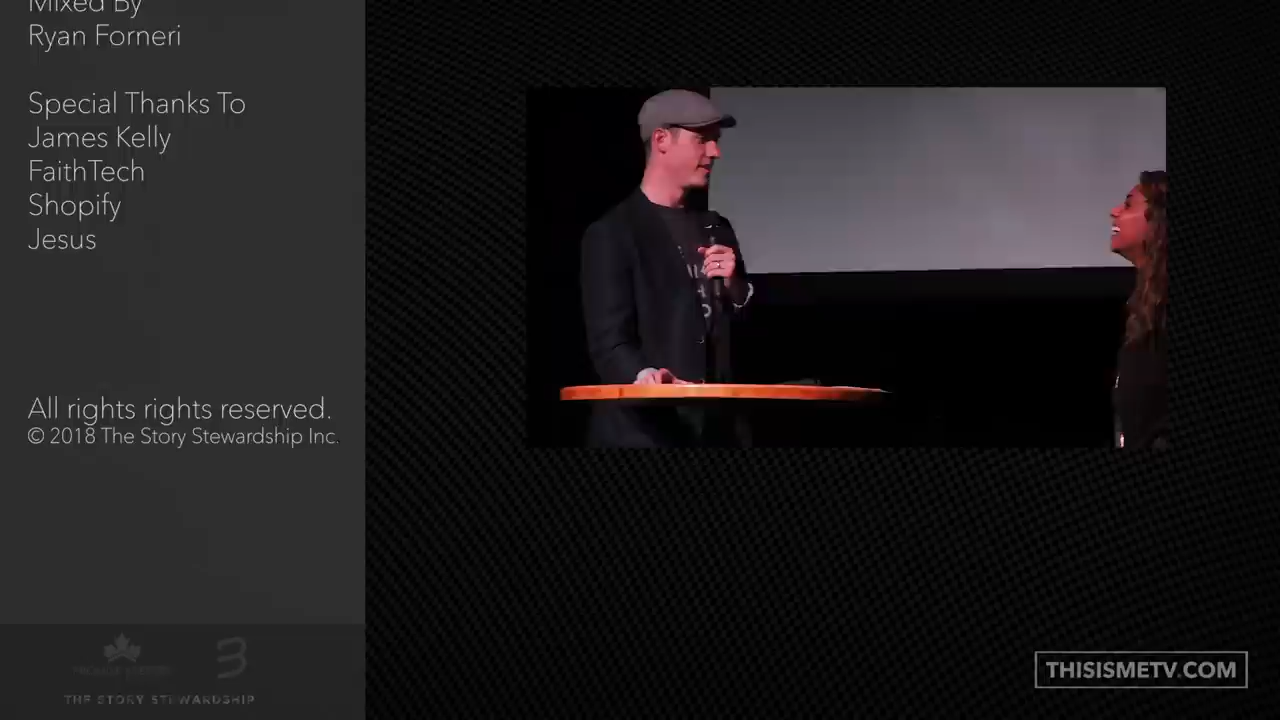 Mixed By
Ryan Forneri
Special Thanks To
James Kelly
FaithTech
Shopify
Jesus
All rights rights reserved.
© 2018 The Story Stewardship Inc.
THE STORY STEWARDSHIP
THISISMETV.COM